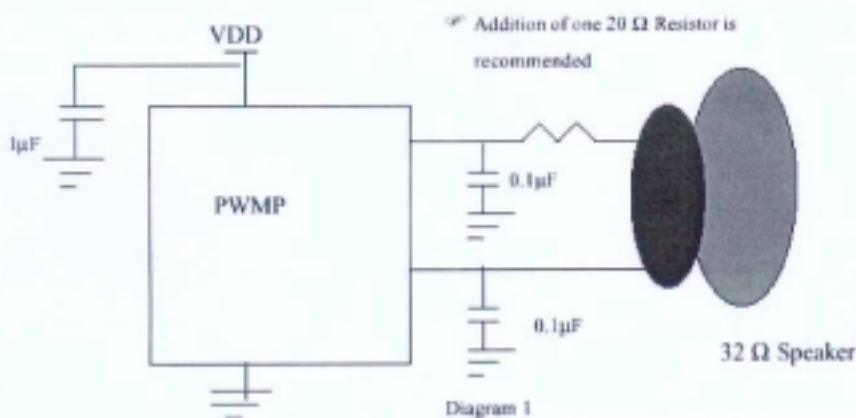 ☞ Addition of one 20 Ω Resistor is
recommended
VDD
1µF
PWMP
0.1µF
0.1µF
32 Ω Speaker
Diagram 1